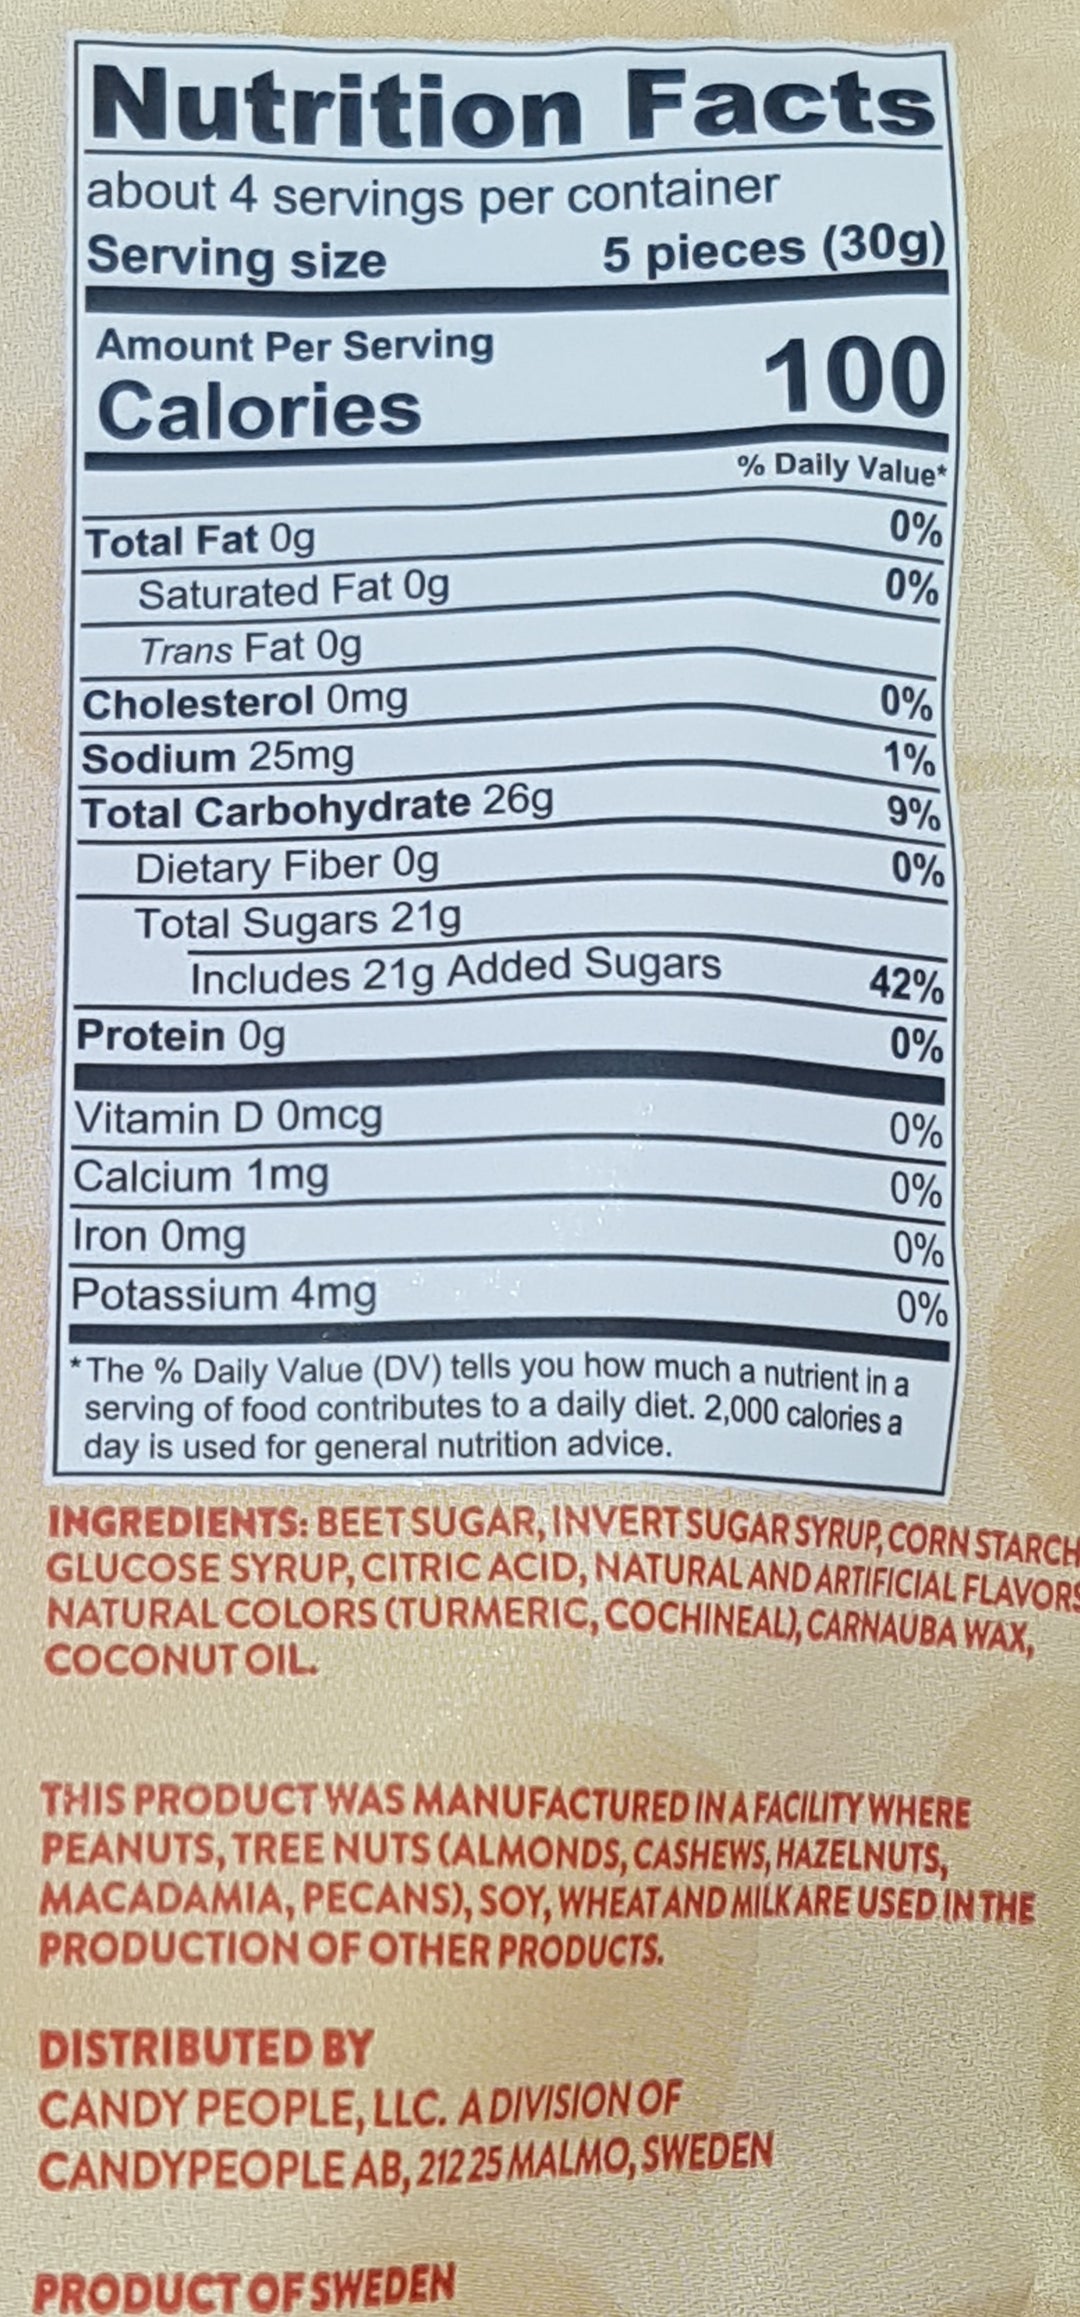 Nutrition Facts
about 4 servings per container
Serving size 5 pieces (30g)
Amount Per Serving
Calories 100
% Daily Value*
Total Fat 0g 0%
Saturated Fat 0g 0%
Trans Fat 0g
Cholesterol 0mg 0%
Sodium 25mg 1%
Total Carbohydrate 26g 9%
Dietary Fiber 0g 0%
Total Sugars 21g
Includes 21g Added Sugars 42%
Protein 0g 0%
Vitamin D 0mcg 0%
Calcium 1mg 0%
Iron 0mg 0%
Potassium 4mg 0%
*The % Daily Value (DV) tells you how much a nutrient in a
serving of food contributes to a daily diet. 2,000 calories a
day is used for general nutrition advice.
INGREDIENTS: BEET SUGAR, INVERT SUGAR SYRUP, CORN STARCH
GLUCOSE SYRUP, CITRIC ACID, NATURAL AND ARTIFICIAL FLAVORS
NATURAL COLORS (TURMERIC, COCHINEAL), CARNAUBA WAX,
COCONUT OIL.
THIS PRODUCT WAS MANUFACTURED IN A FACILITY WHERE
PEANUTS, TREE NUTS (ALMONDS, CASHEWS, HAZELNUTS,
MACADAMIA, PECANS), SOY, WHEAT AND MILK ARE USED IN THE
PRODUCTION OF OTHER PRODUCTS.
DISTRIBUTED BY
CANDY PEOPLE, LLC. A DIVISION OF
CANDYPEOPLE AB, 212 25 MALMO, SWEDEN
PRODUCT OF SWEDEN